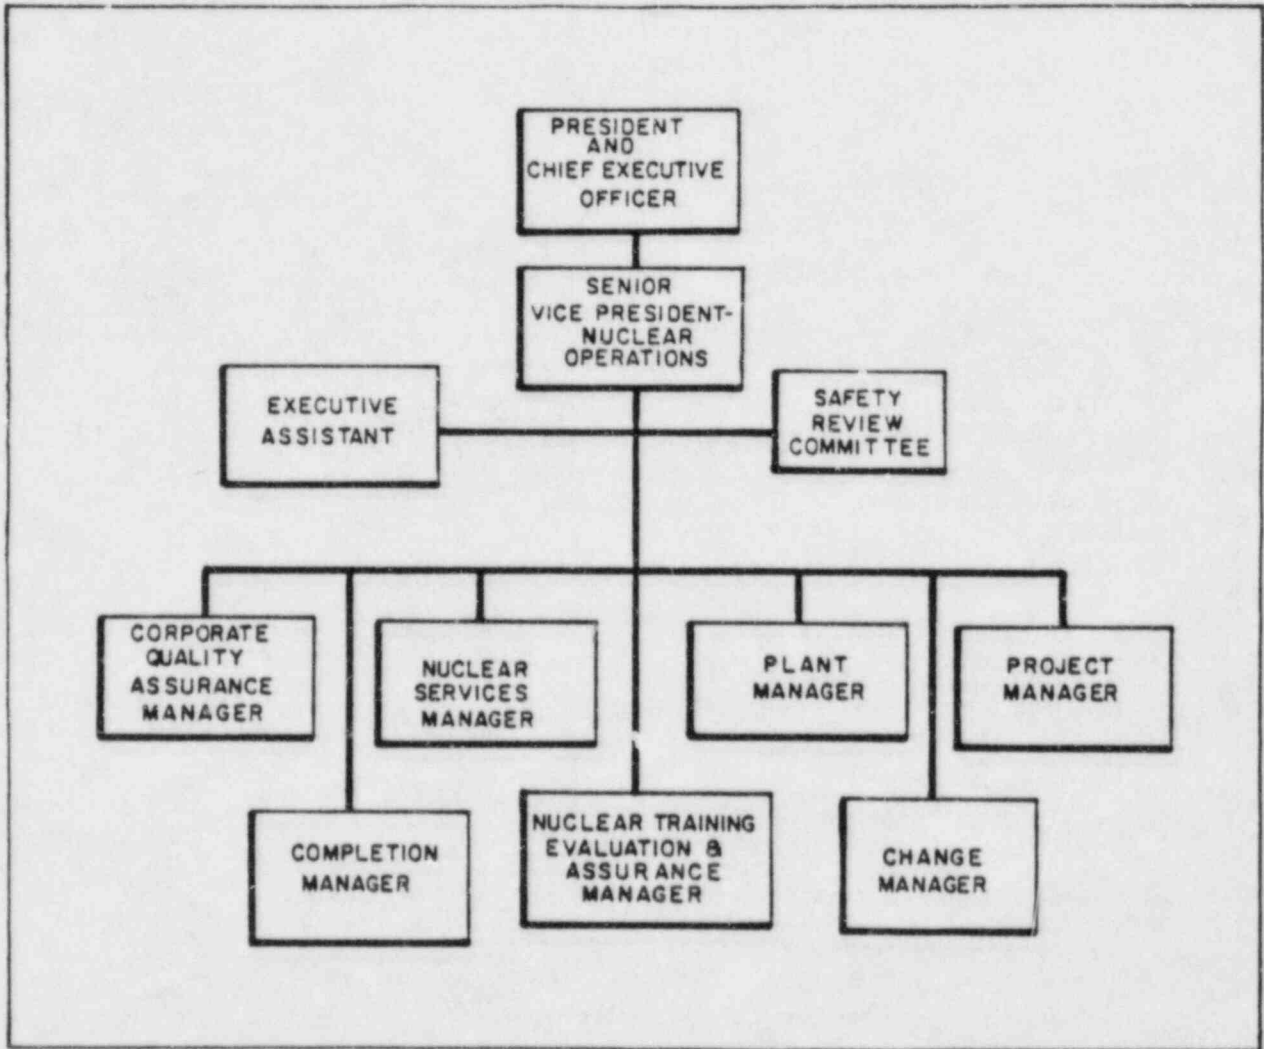 PRESIDENT
AND
CHIEF EXECUTIVE
OFFICER
SENIOR
VICE PRESIDENT-
NUCLEAR
OPERATIONS
EXECUTIVE
ASSISTANT
SAFETY
REVIEW
COMMITTEE
CORPORATE
QUALITY
ASSURANCE
MANAGER
NUCLEAR
SERVICES
MANAGER
PLANT
MANAGER
PROJECT
MANAGER
COMPLETION
MANAGER
NUCLEAR TRAINING
EVALUATION &
ASSURANCE
MANAGER
CHANGE
MANAGER